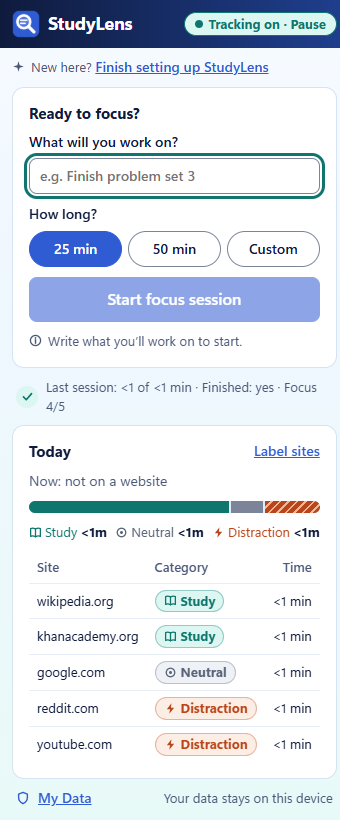 StudyLens
Tracking on · Pause
New here? Finish setting up StudyLens
Ready to focus?
What will you work on?
e.g. Finish problem set 3
How long?
25 min
50 min
Custom
Start focus session
Write what you'll work on to start.
Last session: <1 of <1 min · Finished: yes · Focus
4/5
Today
Label sites
Now: not on a website
Study <1m
Neutral <1m
Distraction <1m
Site Category Time
wikipedia.org Study <1 min
khanacademy.org Study <1 min
google.com Neutral <1 min
reddit.com Distraction <1 min
youtube.com Distraction <1 min
My Data
Your data stays on this device